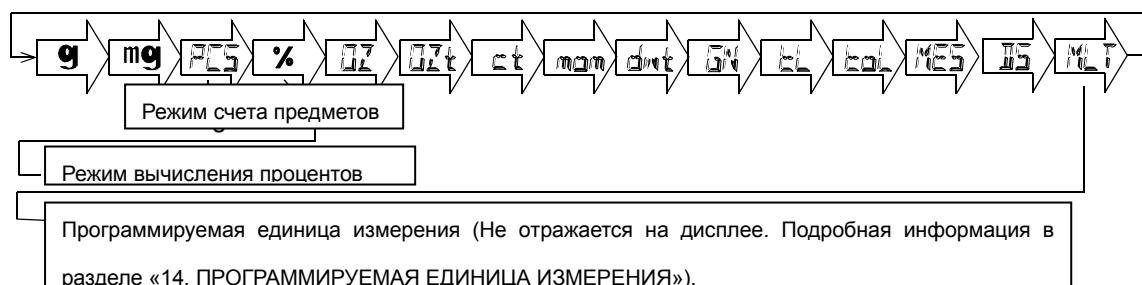 g mg PCS % OZ OZt ct mom dwt GN tL toL MES DS MLT
Режим счета предметов
Режим вычисления процентов
Программируемая единица измерения (Не отражается на дисплее. Подробная информация в
разделе «14. ПРОГРАММИРУЕМАЯ ЕДИНИЦА ИЗМЕРЕНИЯ»).